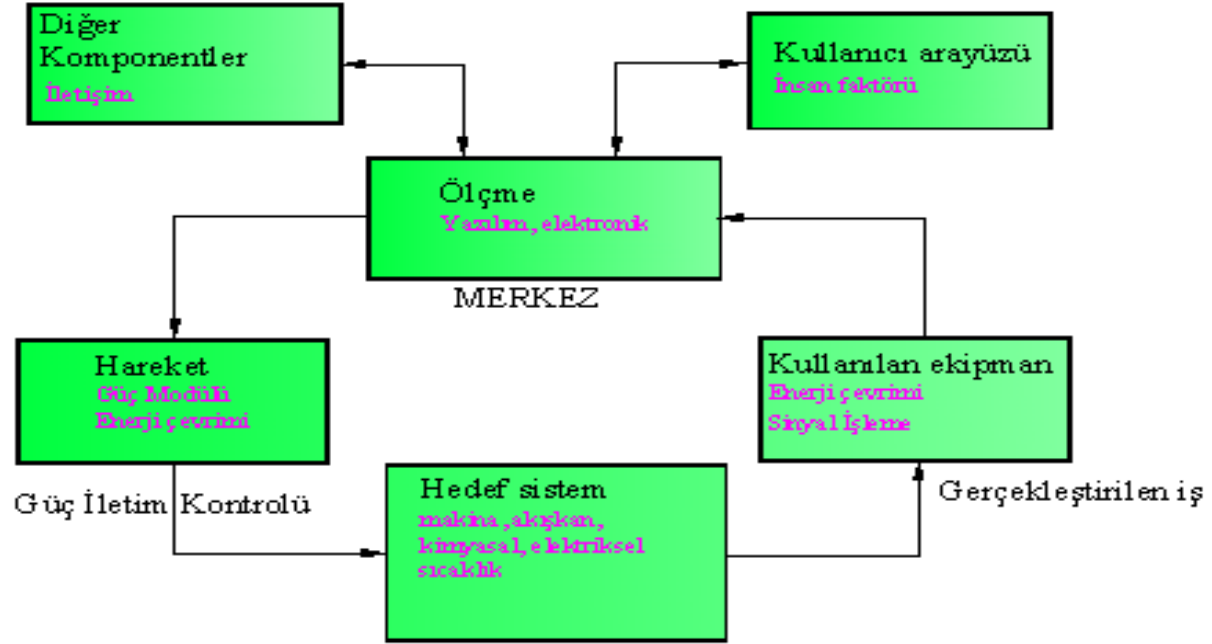 Diğer
Komponentler
İletişim
Kullanıcı arayüzü
İnsan faktörü
Ölçme
Yazılım, elektronik
MERKEZ
Hareket
Güç Modülü
Enerji çevrimi
Kullanılan ekipman
Enerji çevrimi
Sinyal İşleme
Güç İletim Kontrolü
Hedef sistem
makina ,akışkan,
kimyasal, elektriksel
sıcaklık
Gerçekleştirilen iş